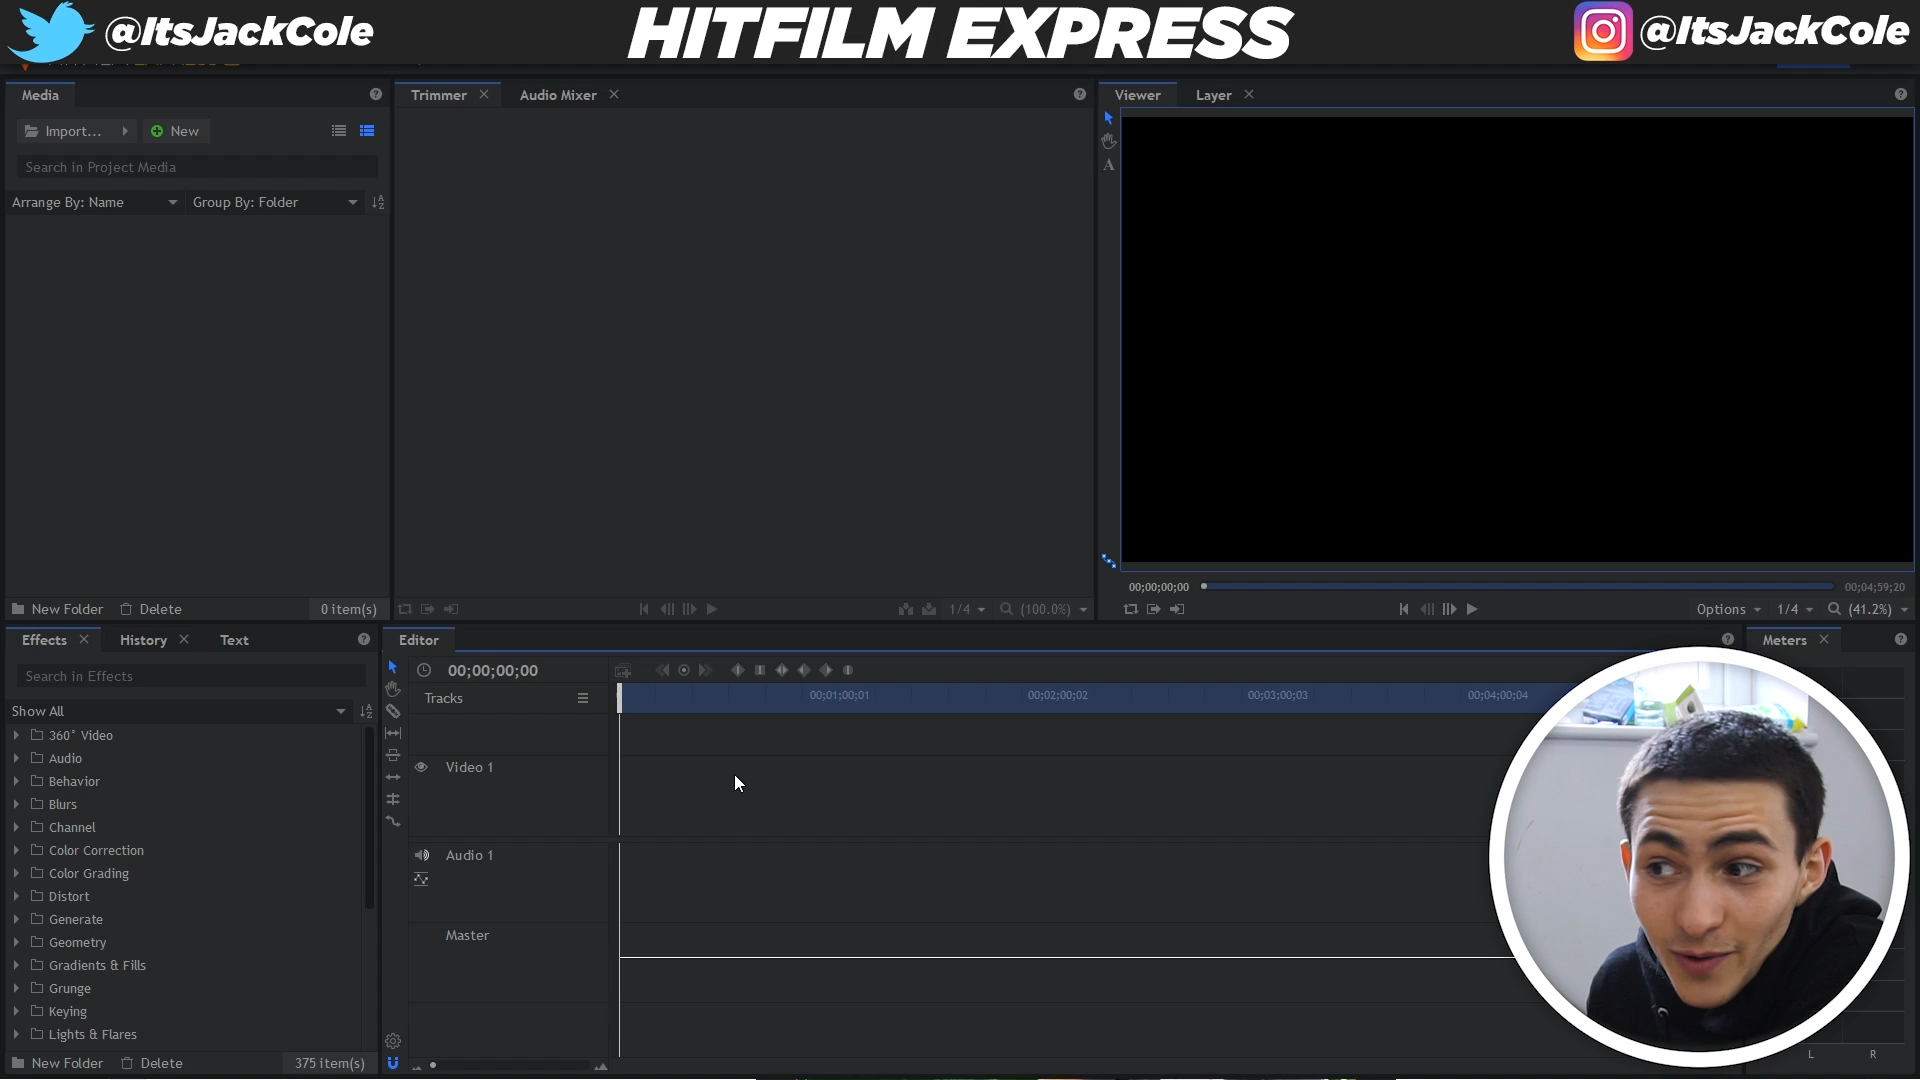 @ItsJackCole
HITFILM EXPRESS
@ItsJackCole
Media
Import...
New
Search in Project Media
Arrange By: Name
Group By: Folder
New Folder
Delete
0 item(s)
Trimmer
Audio Mixer
1/4
(100.0%)
Viewer
Layer
A
00;00;00;00
00;04;59;20
Options
1/4
(41.2%)
Effects
History
Text
Search in Effects
Show All
360° Video
Audio
Behavior
Blurs
Channel
Color Correction
Color Grading
Distort
Generate
Geometry
Gradients & Fills
Grunge
Keying
Lights & Flares
New Folder
Delete
375 item(s)
Editor
00;00;00;00
Tracks
00;01;00;01
00;02;00;02
00;03;00;03
00;04;00;04
Video 1
Audio 1
Master
Meters
L
R